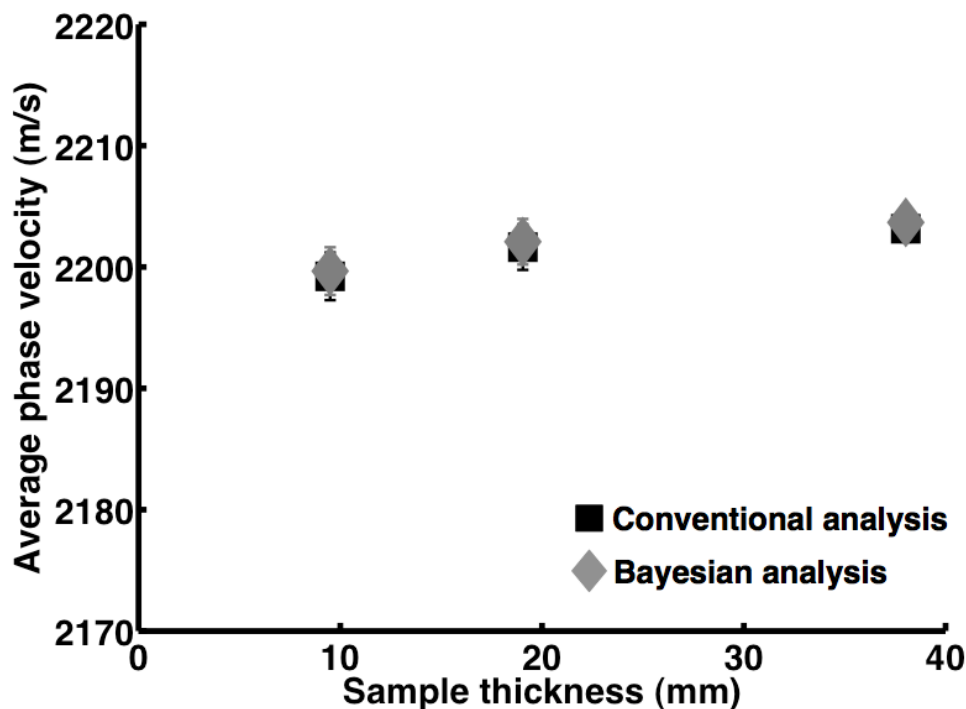 Average phase velocity (m/s)
2220
2210
2200
2190
2180
2170
Conventional analysis
Bayesian analysis
0
10
20
30
40
Sample thickness (mm)